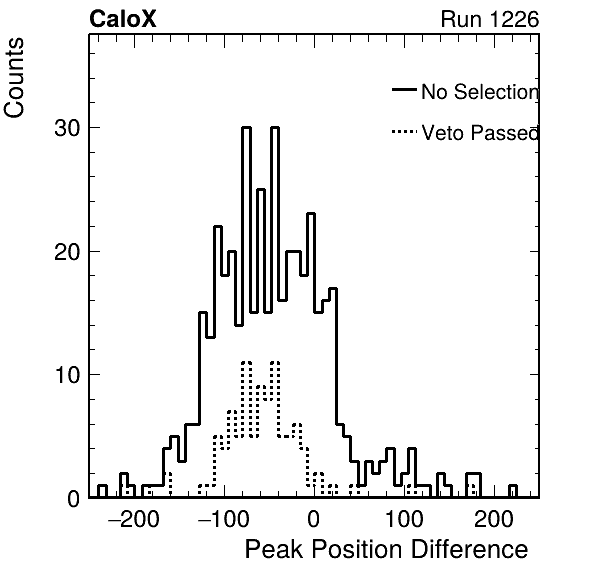 CaloX Run 1226
Counts
No Selection
Veto Passed
30
20
10
0
−200 −100 0 100 200
Peak Position Difference